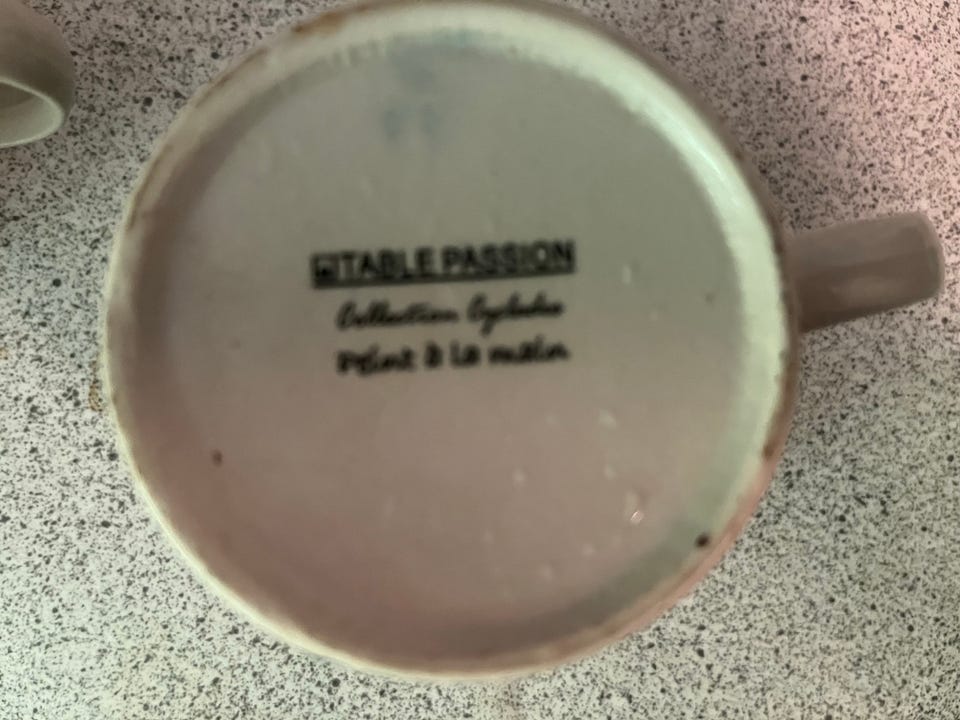 TABLE PASSION
Collection Cyclades
Peint à la main